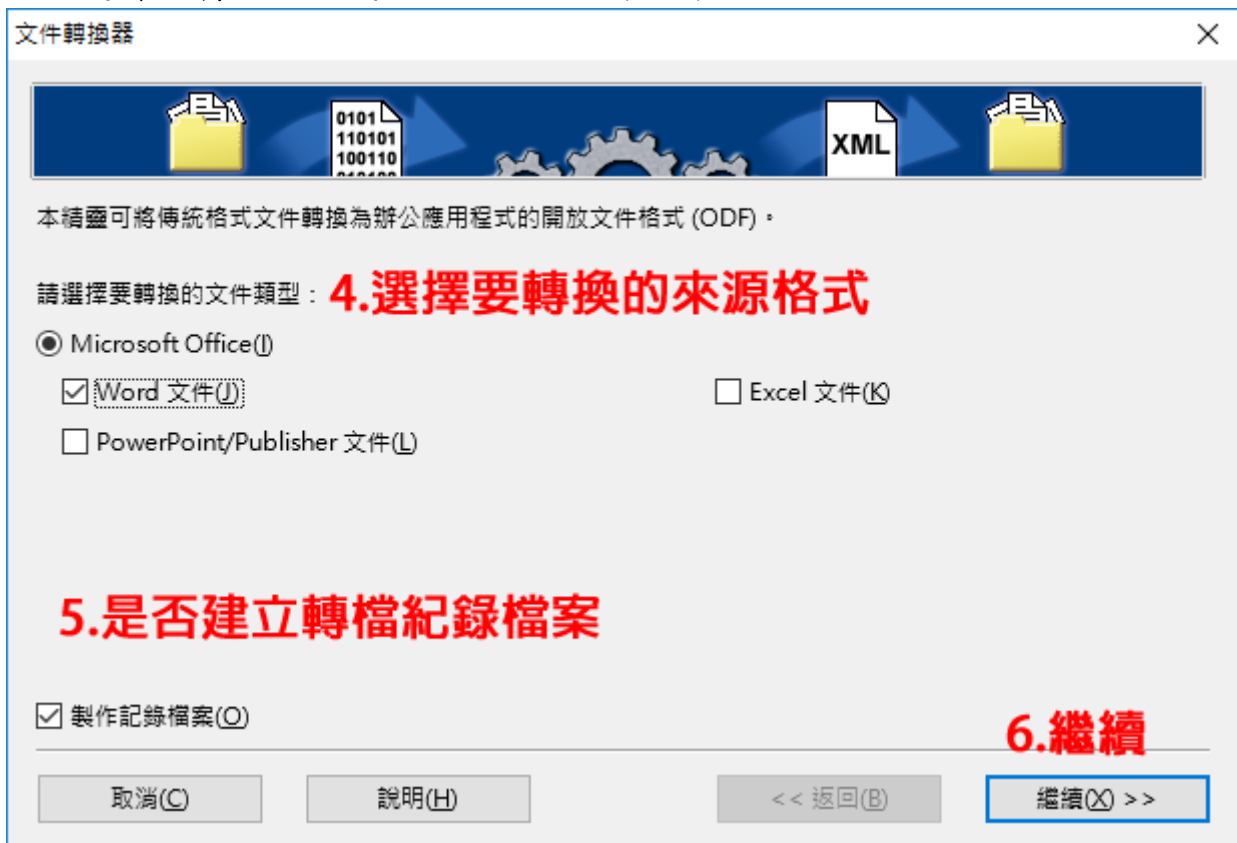 文件轉換器
0101
110101
100110
XML
本精靈可將傳統格式文件轉換為辦公應用程式的開放文件格式 (ODF)。
請選擇要轉換的文件類型： 4.選擇要轉換的來源格式
Microsoft Office(I)
Word 文件(J) Excel 文件(K)
PowerPoint/Publisher 文件(L)
5.是否建立轉檔紀錄檔案
製作記錄檔案(O)
6.繼續
取消(C) 說明(H) << 返回(B) 繼續(X) >>